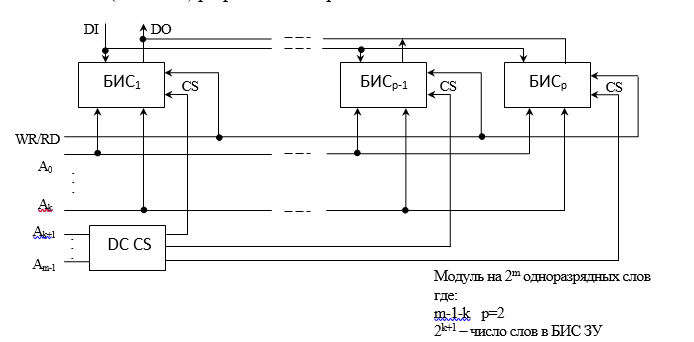 DI DO
БИС₁ CS БИСₚ₋₁ CS БИСₚ CS
WR/RD
A₀
Aₖ
Aₖ₊₁
DC CS
Aₘ₋₁
Модуль на 2ᵐ одноразрядных слов
где:
m-1-k p=2
2ᵏ⁺¹ – число слов в БИС ЗУ